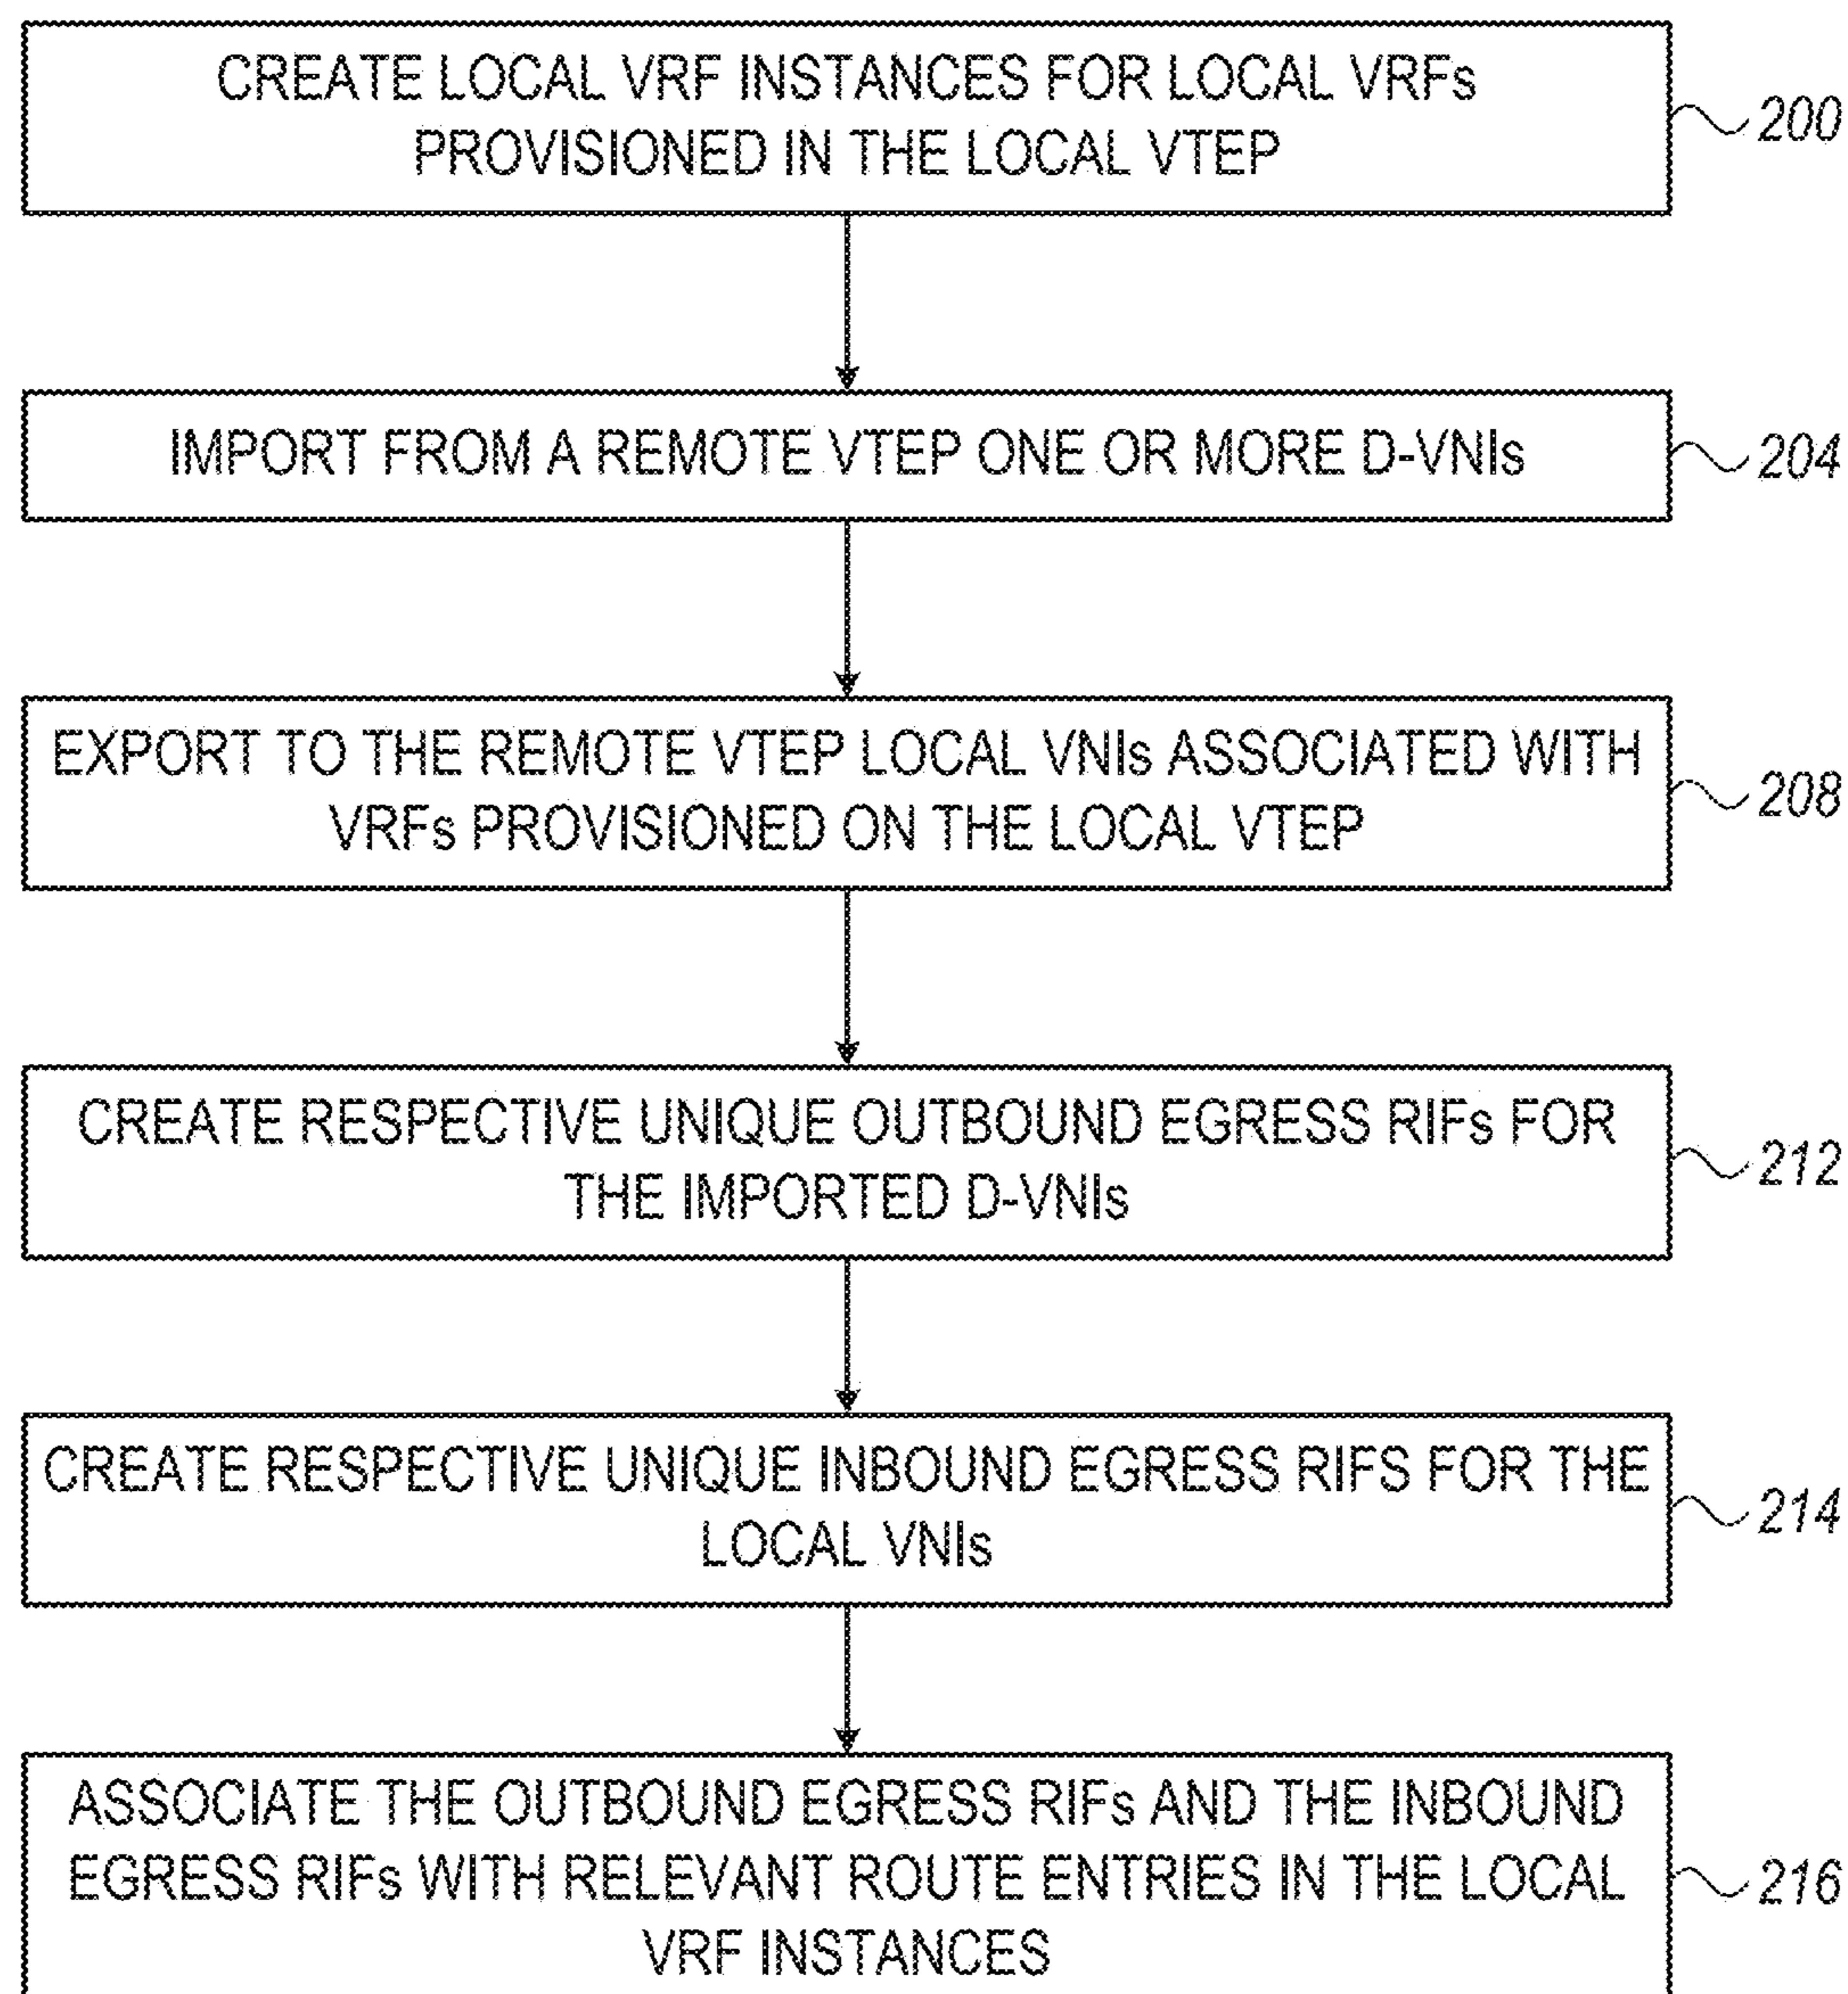 CREATE LOCAL VRF INSTANCES FOR LOCAL VRFs
PROVISIONED IN THE LOCAL VTEP
200
IMPORT FROM A REMOTE VTEP ONE OR MORE D-VNIs
204
EXPORT TO THE REMOTE VTEP LOCAL VNIs ASSOCIATED WITH
VRFs PROVISIONED ON THE LOCAL VTEP
208
CREATE RESPECTIVE UNIQUE OUTBOUND EGRESS RIFs FOR
THE IMPORTED D-VNIs
212
CREATE RESPECTIVE UNIQUE INBOUND EGRESS RIFS FOR THE
LOCAL VNIs
214
ASSOCIATE THE OUTBOUND EGRESS RIFs AND THE INBOUND
EGRESS RIFs WITH RELEVANT ROUTE ENTRIES IN THE LOCAL
VRF INSTANCES
216